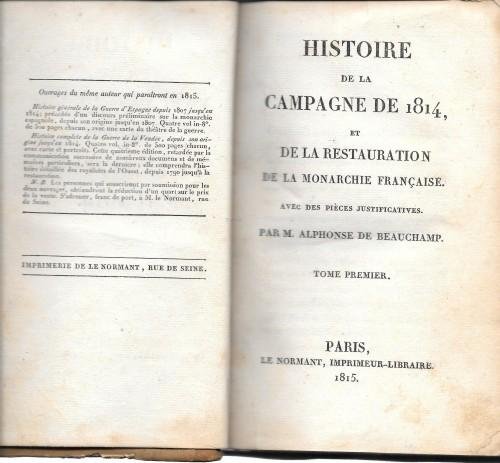 Ouvrages du même auteur qui paraîtront en 1815.
Histoire générale de la Guerre d'Espagne depuis 1807 jusqu'en
1814; précédée d'un discours préliminaire sur la monarchie
espagnole, depuis son origine jusqu'en 1807. Quatre vol in-8°.
de 500 pages chacun, avec une carte du théâtre de la guerre.
Histoire complète de la Guerre de la Vendée, depuis son ori-
gine jusqu'en 1814. Quatre vol. in-8°. de 500 pages chacun,
avec carte et portraits. Cette quatrième édition, retardée par la
communication successive de nombreux documens et de mé-
moires particuliers, sera la dernière: elle comprendra l'his-
toire détaillée des royalistes de l'Ouest, depuis 1790 jusqu'à la
restauration.
N. B. Les personnes qui souscriront par soumission pour les
deux ouvrages, obtiendront la réduction d'un quart sur le prix
de la vente. S'adresser, franc de port, à M. le Normant, rue
de Seine.
IMPRIMERIE DE LE NORMANT, RUE DE SEINE.
HISTOIRE
DE LA
CAMPAGNE DE 1814,
ET
DE LA RESTAURATION
DE LA MONARCHIE FRANÇAISE.
AVEC DES PIÈCES JUSTIFICATIVES.
PAR M. ALPHONSE DE BEAUCHAMP.
TOME PREMIER.
PARIS,
LE NORMANT, IMPRIMEUR-LIBRAIRE.
1815.